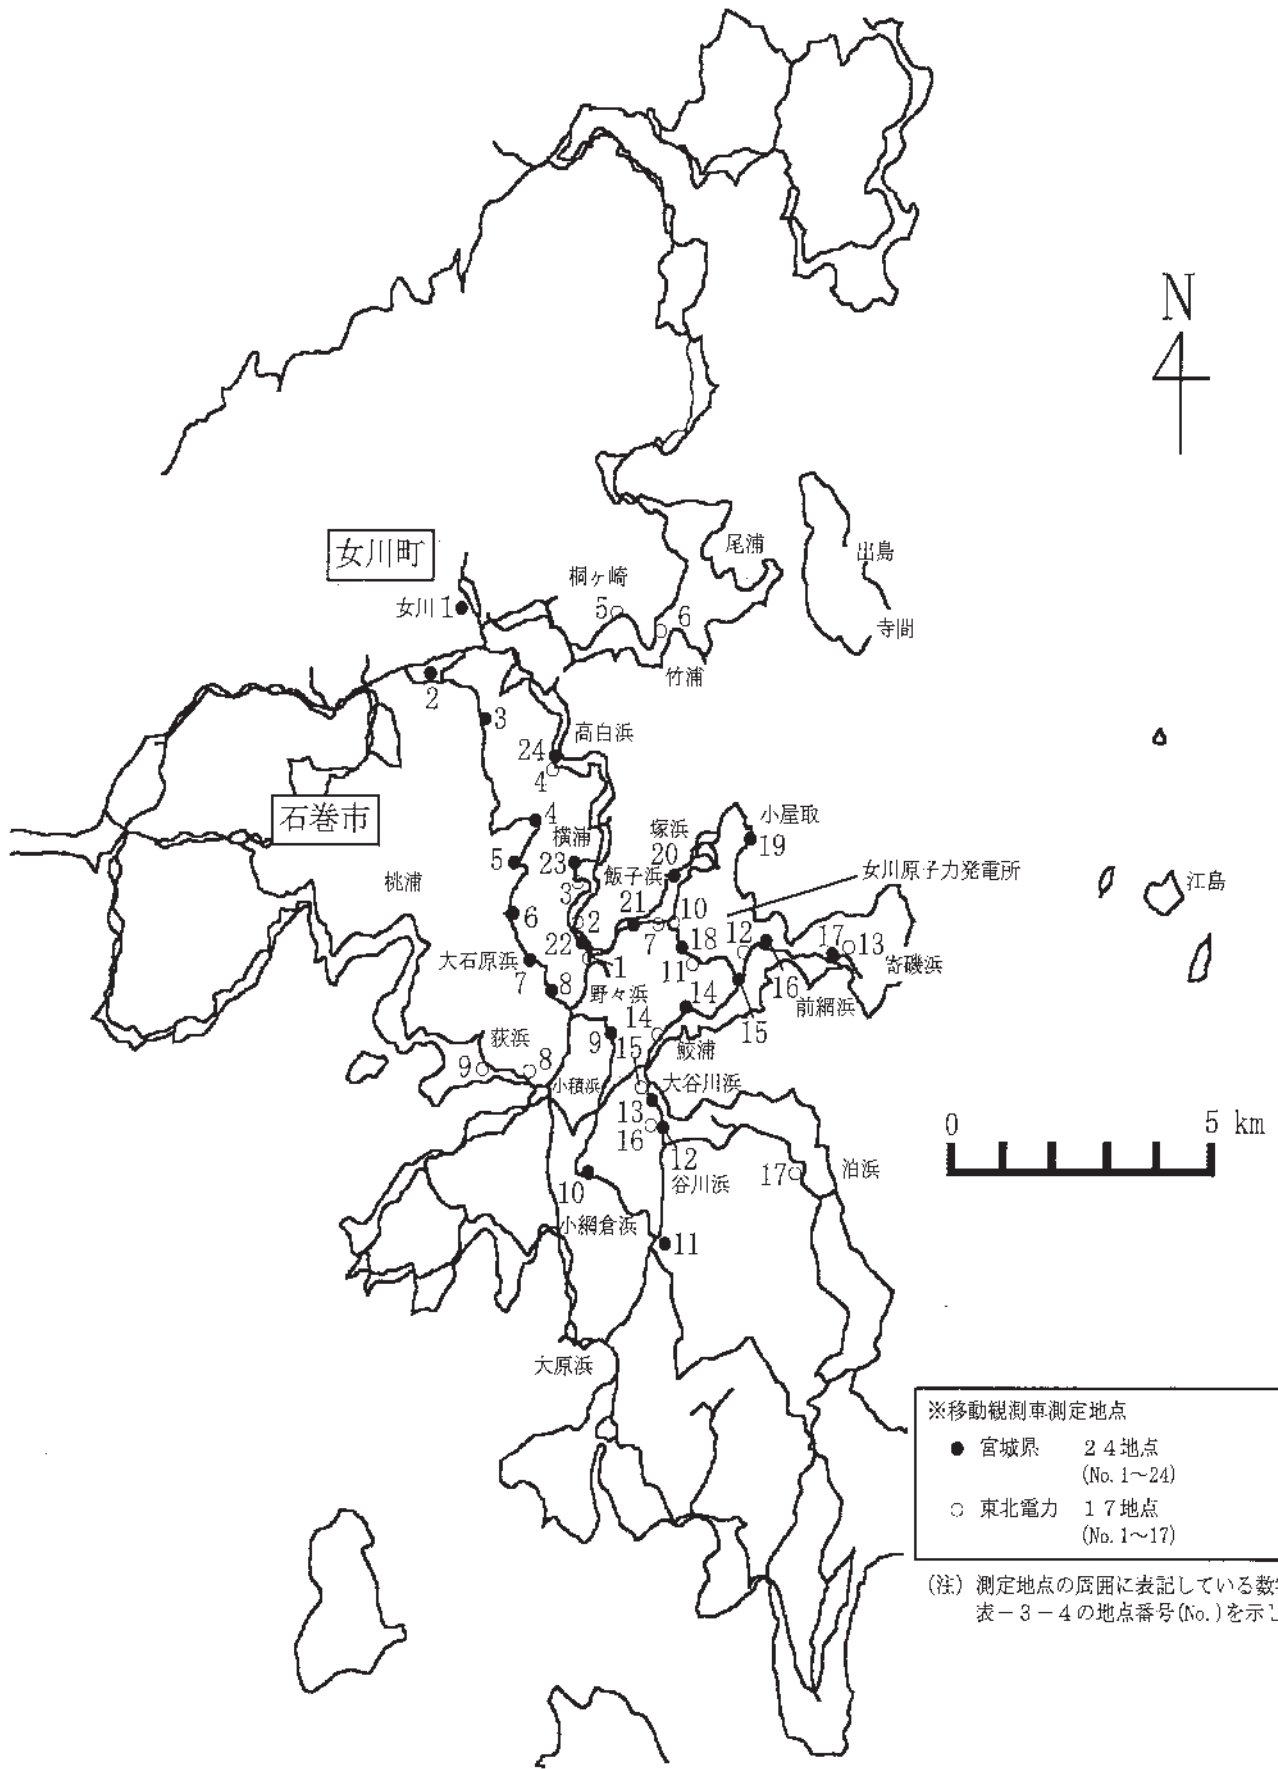 N
女川町
尾浦
出島
桐ヶ崎
女川 1
5
6
寺間
竹浦
2
3
高白浜
24
4
石巻市
4
小屋取
横浦
塚浜
19
5
23
20
桃浦
3
飯子浜
女川原子力発電所
江島
6
2
21
10
22
7
18
12
17
13
大石原浜
1
11
寄磯浜
7
8
野々浜
16
14
前網浜
15
9
14
荻浜
15
鮫浦
9
8
小積浜
大谷川浜
13
16
0
5 km
12
10
谷川浜
17
泊浜
小網倉浜
11
大原浜
※移動観測車測定地点
● 宮城県 24地点
(No.1～24)
○ 東北電力 17地点
(No.1～17)
(注) 測定地点の周囲に表記している数
表－3－4の地点番号(No.)を示